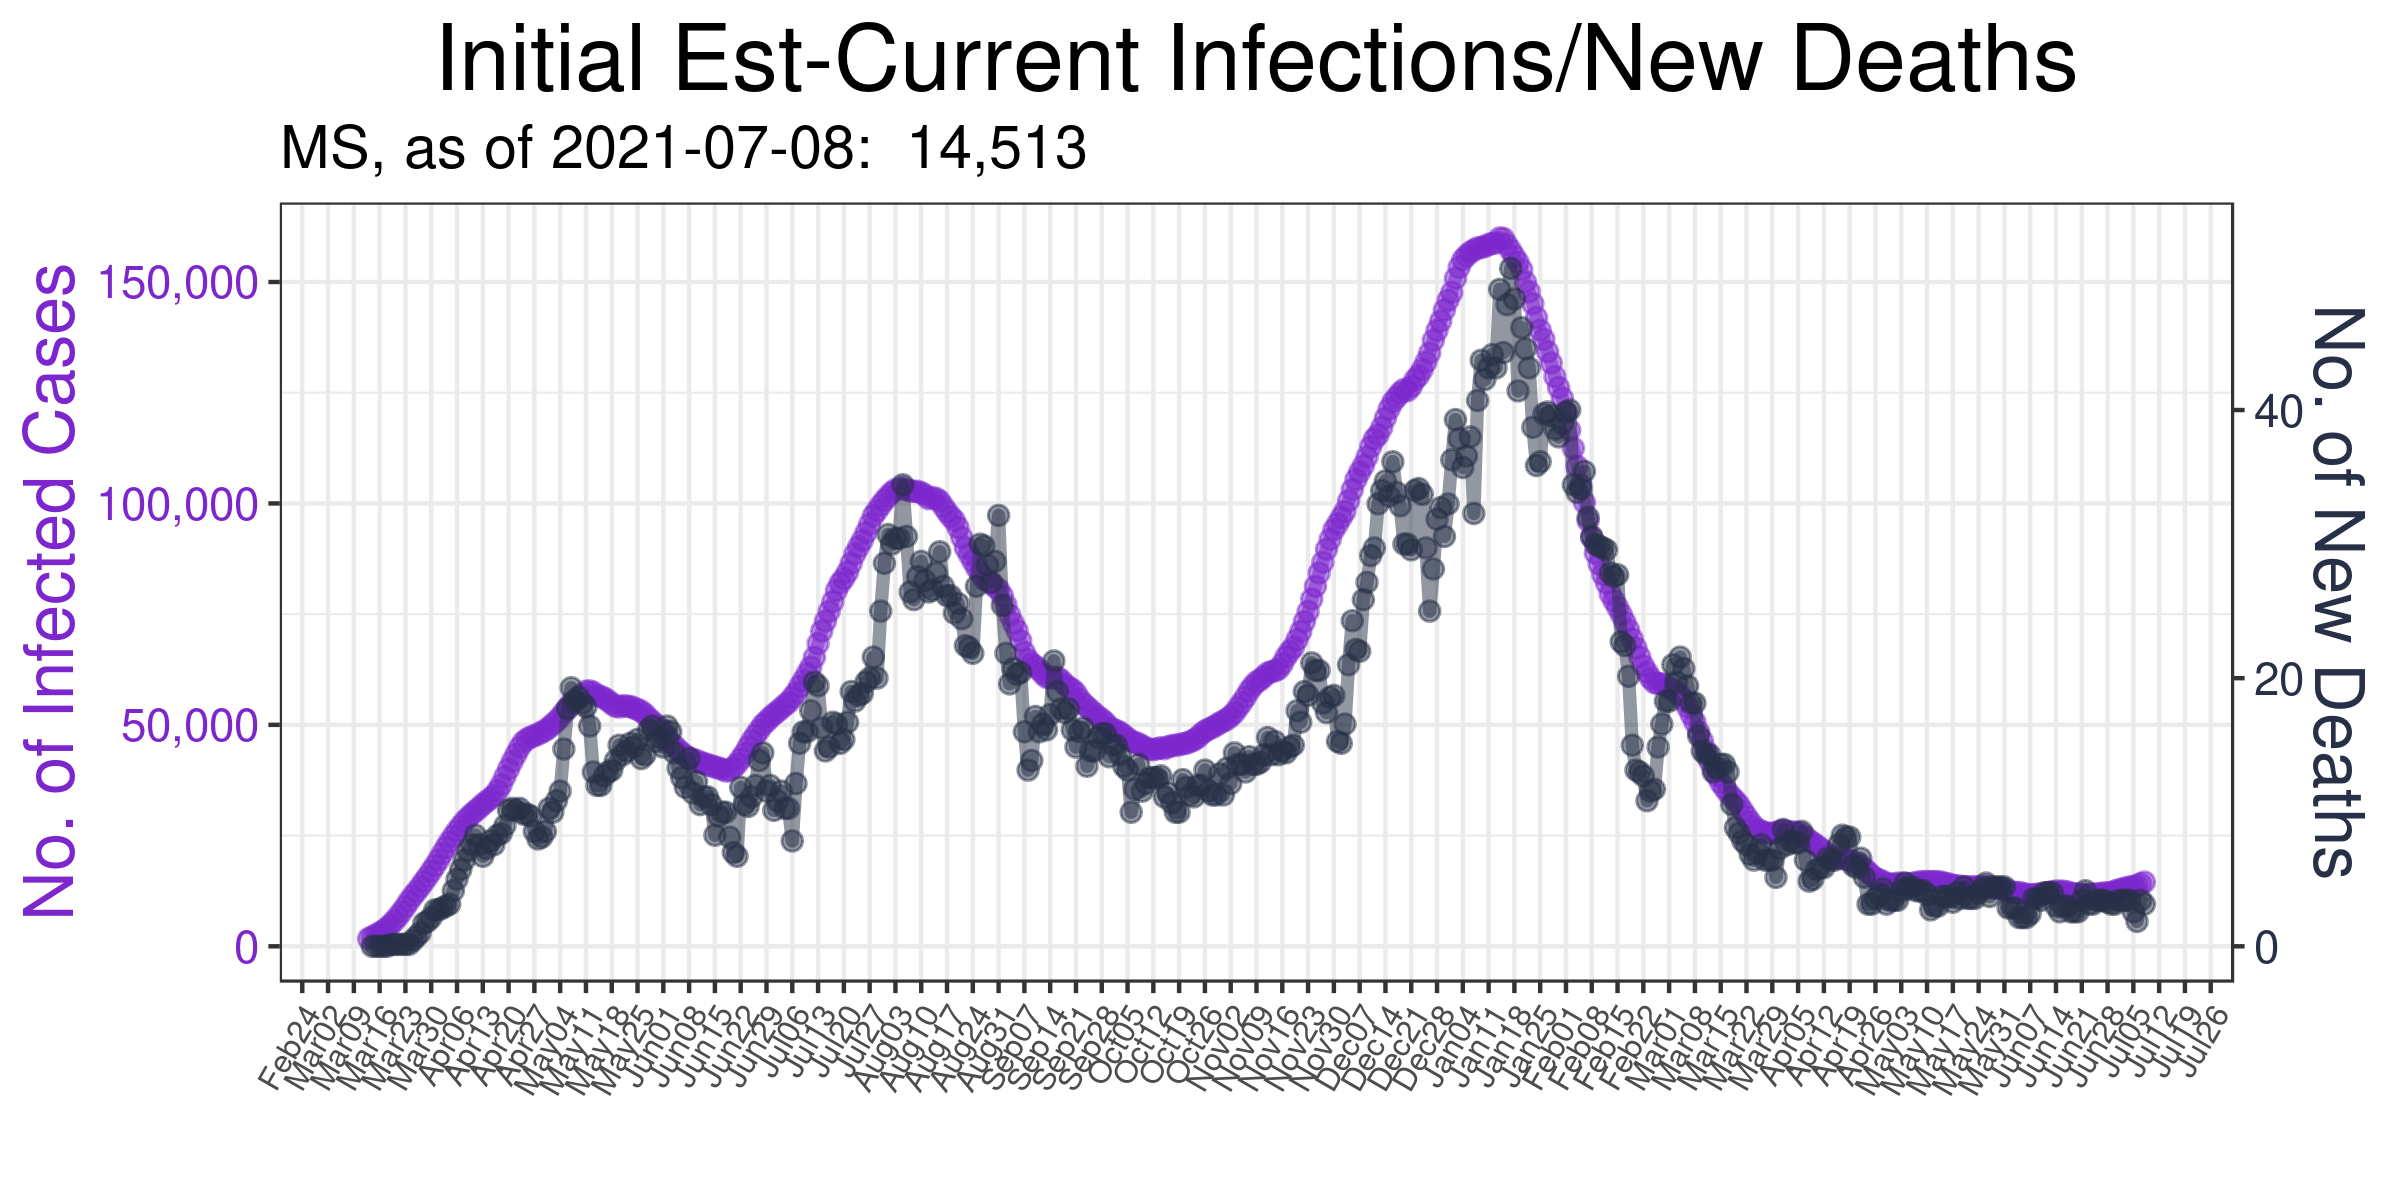 Initial Est-Current Infections/New Deaths
MS, as of 2021-07-08:  14,513
No. of Infected Cases
150,000
100,000
50,000
0
No. of New Deaths
40
20
0
Feb24
Mar02
Mar09
Mar16
Mar23
Mar30
Apr06
Apr13
Apr20
Apr27
May04
May11
May18
May25
Jun01
Jun08
Jun15
Jun22
Jun29
Jul06
Jul13
Jul20
Jul27
Aug03
Aug10
Aug17
Aug24
Aug31
Sep07
Sep14
Sep21
Sep28
Oct05
Oct12
Oct19
Oct26
Nov02
Nov09
Nov16
Nov23
Nov30
Dec07
Dec14
Dec21
Dec28
Jan04
Jan11
Jan18
Jan25
Feb01
Feb08
Feb15
Feb22
Mar01
Mar08
Mar15
Mar22
Mar29
Apr05
Apr12
Apr19
Apr26
May03
May10
May17
May24
May31
Jun07
Jun14
Jun21
Jun28
Jul05
Jul12
Jul19
Jul26